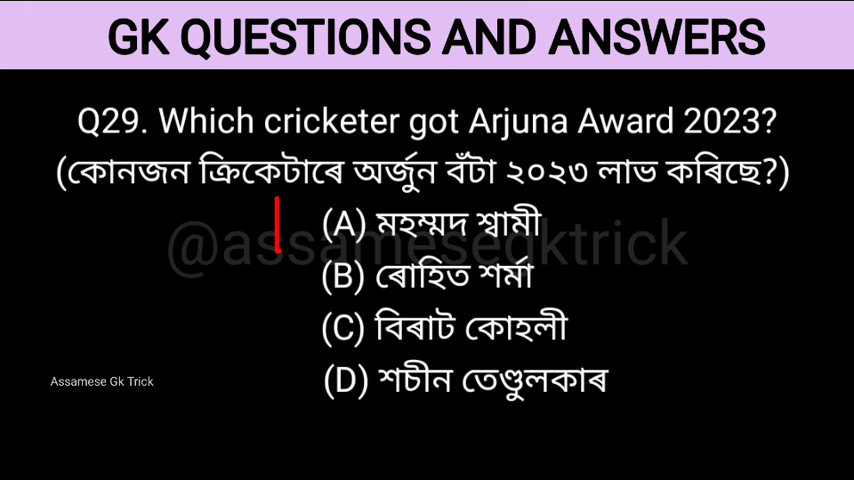 GK QUESTIONS AND ANSWERS
Q29. Which cricketer got Arjuna Award 2023?
(কোনজন ক্ৰিকেটাৰে অৰ্জুন বঁটা ২০২৩ লাভ কৰিছে?)
(A) মহম্মদ শ্বামী
@assamesegktrick
(B) ৰোহিত শৰ্মা
(C) বিৰাট কোহলী
(D) শচীন তেণ্ডুলকাৰ
Assamese Gk Trick